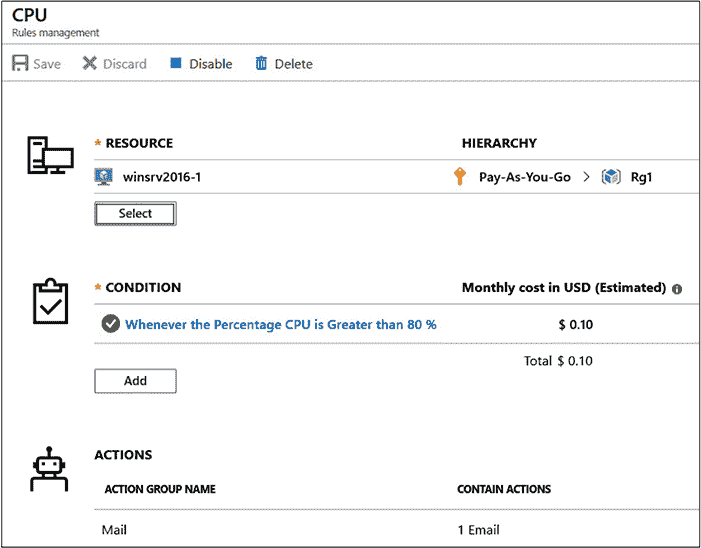 CPU
Rules management
Save Discard Disable Delete
* RESOURCE HIERARCHY
winsrv2016-1 Pay-As-You-Go > Rg1
Select
* CONDITION Monthly cost in USD (Estimated)
Whenever the Percentage CPU is Greater than 80 % $ 0.10
Total $ 0.10
Add
ACTIONS
ACTION GROUP NAME CONTAIN ACTIONS
Mail 1 Email